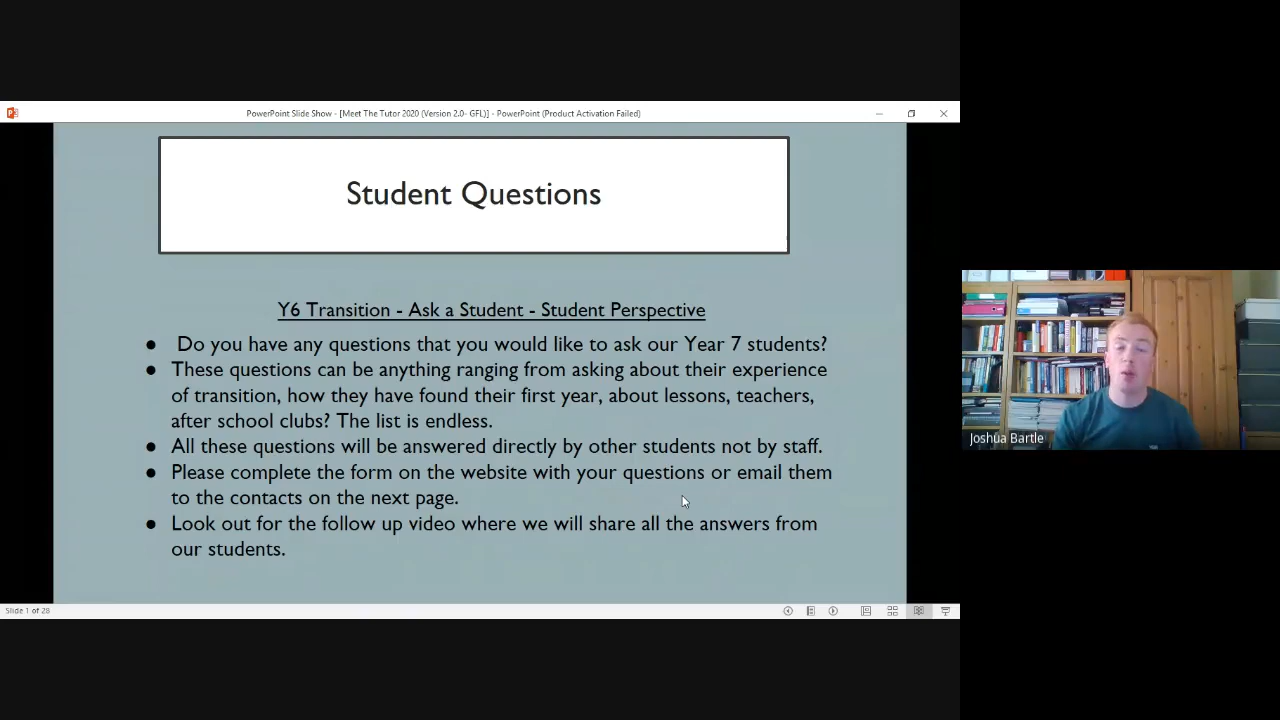 PowerPoint Slide Show - [Meet The Tutor 2020 (Version 2.0- GFL)] - PowerPoint (Product Activation Failed)
Student Questions
Y6 Transition - Ask a Student - Student Perspective
● Do you have any questions that you would like to ask our Year 7 students?
● These questions can be anything ranging from asking about their experience
of transition, how they have found their first year, about lessons, teachers,
after school clubs? The list is endless.
● All these questions will be answered directly by other students not by staff.
● Please complete the form on the website with your questions or email them
to the contacts on the next page.
● Look out for the follow up video where we will share all the answers from
our students.
Slide 1 of 28
Joshua Bartle